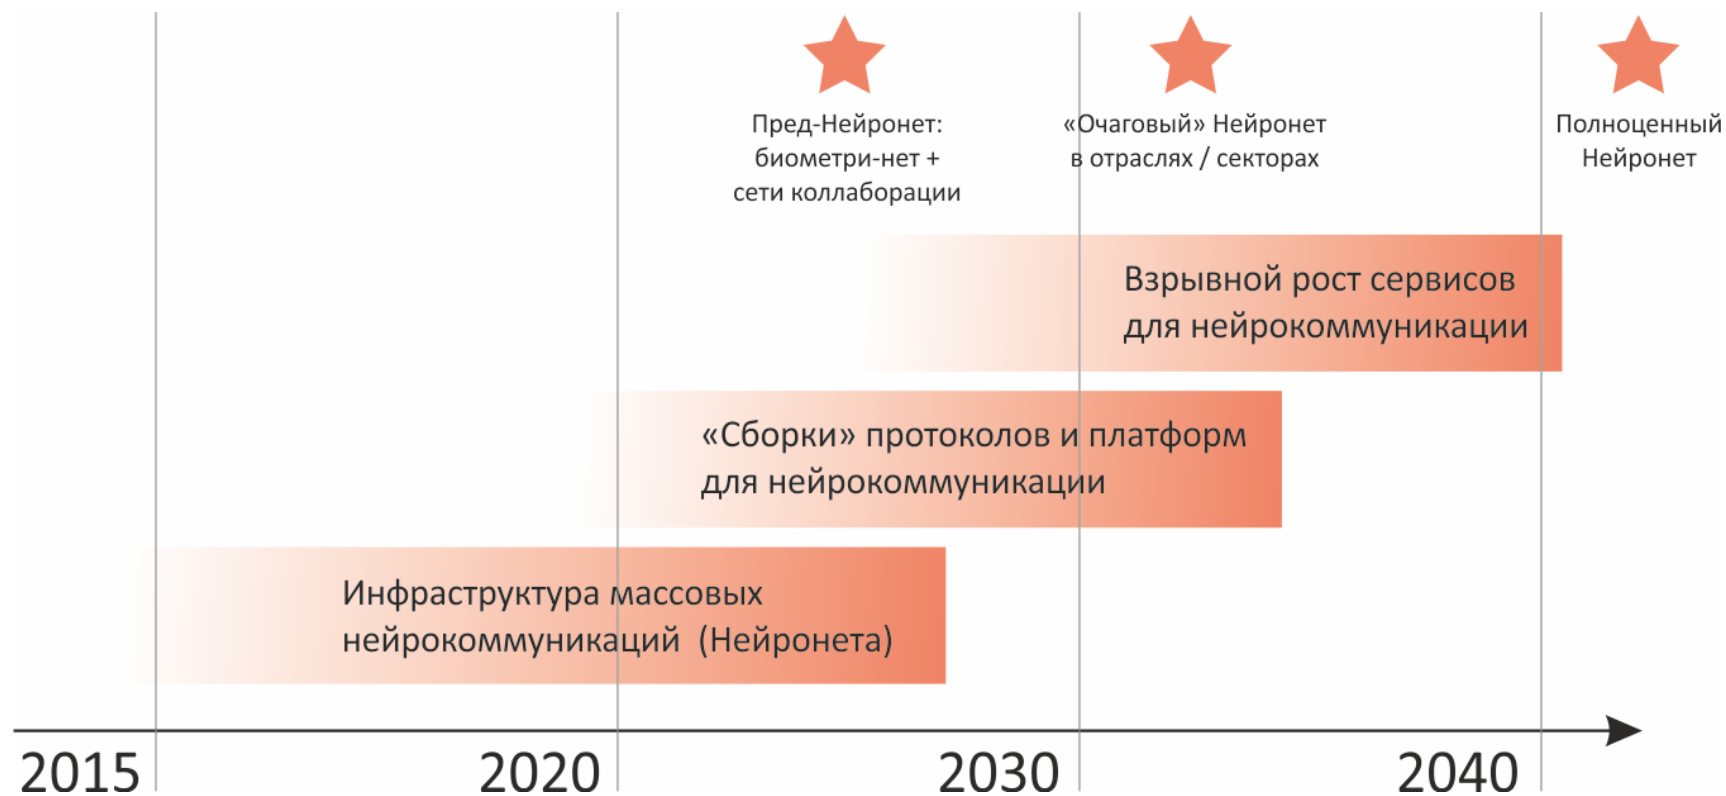 Пред-Нейронет:
биометри-нет +
сети коллаборации
«Очаговый» Нейронет
в отраслях / секторах
Полноценный
Нейронет
Взрывной рост сервисов
для нейрокоммуникации
«Сборки» протоколов и платформ
для нейрокоммуникации
Инфраструктура массовых
нейрокоммуникаций (Нейронета)
2015
2020
2030
2040